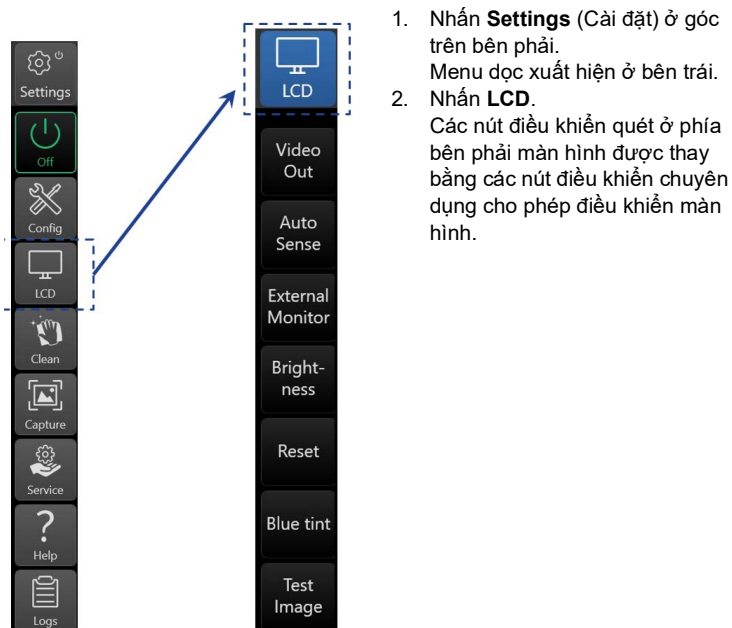 Settings
Off
Config
LCD
Clean
Capture
Service
Help
Logs
LCD
Video
Out
Auto
Sense
External
Monitor
Bright-
ness
Reset
Blue tint
Test
Image
1. Nhấn Settings (Cài đặt) ở góc
trên bên phải.
Menu dọc xuất hiện ở bên trái.
2. Nhấn LCD.
Các nút điều khiển quét ở phía
bên phải màn hình được thay
bằng các nút điều khiển chuyên
dụng cho phép điều khiển màn
hình.